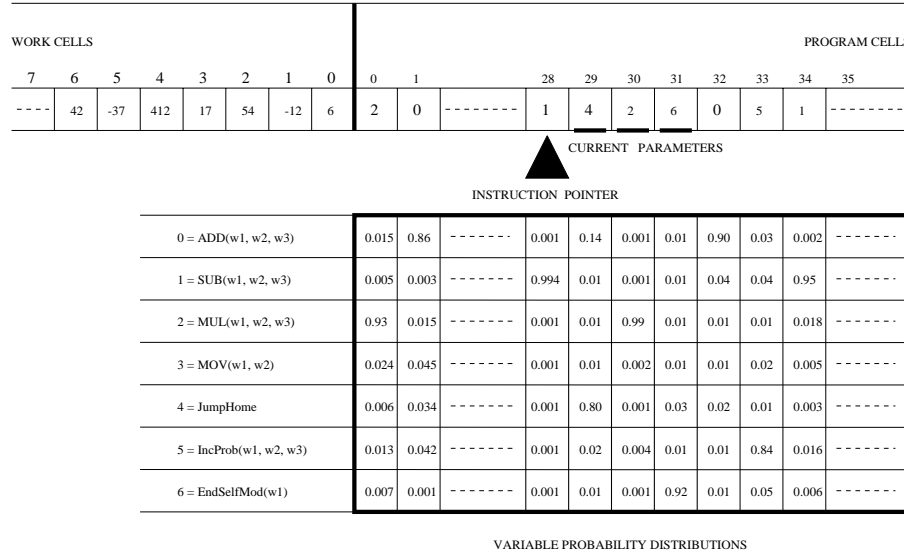 WORK CELLS PROGRAM CELLS
7 6 5 4 3 2 1 0 0 1 28 29 30 31 32 33 34 35
42 -37 412 17 54 -12 6 2 0 1 4 2 6 0 5 1
CURRENT PARAMETERS
INSTRUCTION POINTER
0 = ADD(w1, w2, w3) 0.015 0.86 0.001 0.14 0.001 0.01 0.90 0.03 0.002
1 = SUB(w1, w2, w3) 0.005 0.003 0.994 0.01 0.001 0.01 0.04 0.04 0.95
2 = MUL(w1, w2, w3) 0.93 0.015 0.001 0.01 0.99 0.01 0.01 0.01 0.018
3 = MOV(w1, w2) 0.024 0.045 0.001 0.01 0.002 0.01 0.01 0.02 0.005
4 = JumpHome 0.006 0.034 0.001 0.80 0.001 0.03 0.02 0.01 0.003
5 = IncProb(w1, w2, w3) 0.013 0.042 0.001 0.02 0.004 0.01 0.01 0.84 0.016
6 = EndSelfMod(w1) 0.007 0.001 0.001 0.01 0.001 0.92 0.01 0.05 0.006
VARIABLE PROBABILITY DISTRIBUTIONS